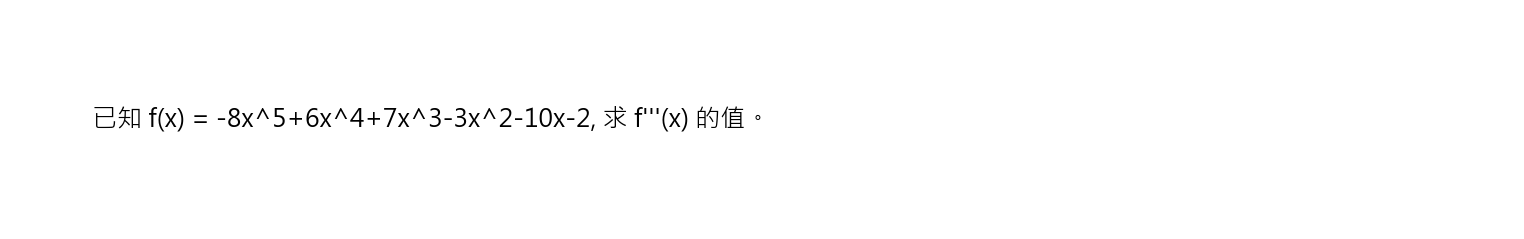 已知 f(x) = -8x^5+6x^4+7x^3-3x^2-10x-2, 求 f'''(x) 的值。